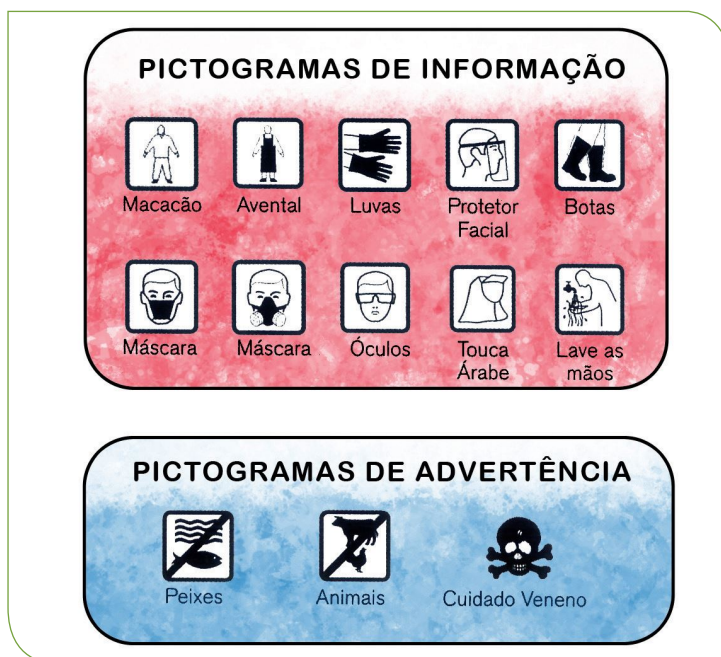 PICTOGRAMAS DE INFORMAÇÃO
Macacão Avental Luvas Protetor Facial Botas
Máscara Máscara Óculos Touca Árabe Lave as mãos
PICTOGRAMAS DE ADVERTÊNCIA
Peixes Animais Cuidado Veneno